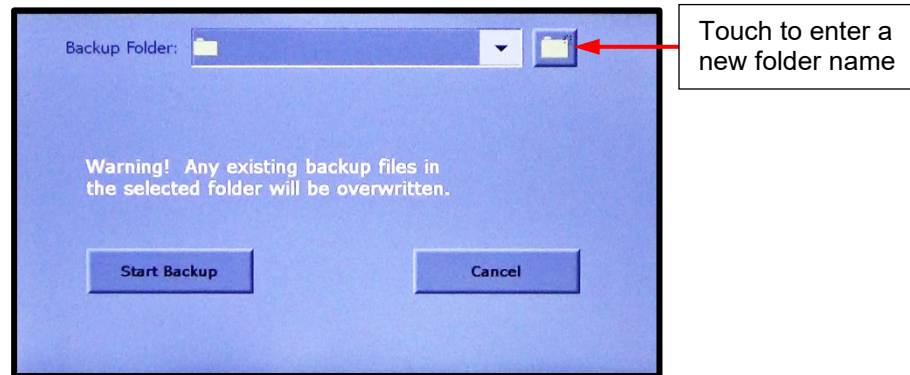 Backup Folder:
Touch to enter a
new folder name
Warning! Any existing backup files in
the selected folder will be overwritten.
Start Backup
Cancel